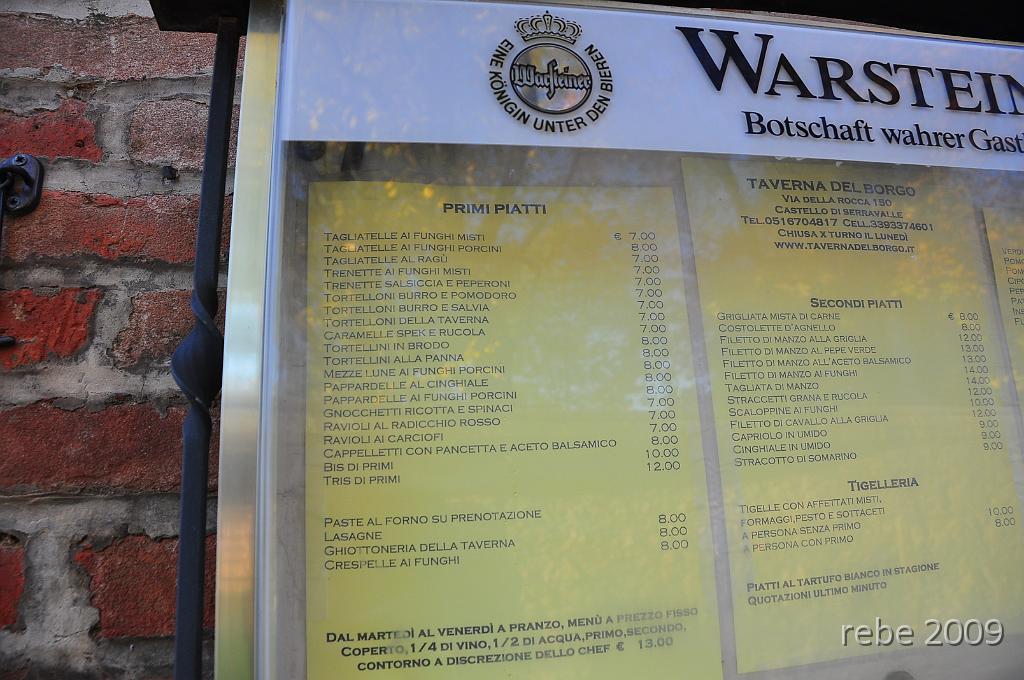 EINE KÖNIGIN UNTER DEN BIEREN
Warsteiner
WARSTEIN
Botschaft wahrer Gast
PRIMI PIATTI
TAGLIATELLE AI FUNGHI MISTI € 7.00
TAGLIATELLE AI FUNGHI PORCINI 8.00
TAGLIATELLE AL RAGÙ 7.00
TRENETTE AI FUNGHI MISTI 7.00
TRENETTE SALSICCIA E PEPERONI 7.00
TORTELLONI BURRO E POMODORO 7.00
TORTELLONI BURRO E SALVIA 7.00
TORTELLONI DELLA TAVERNA 7.00
CARAMELLE SPEK E RUCOLA 8.00
TORTELLINI IN BRODO 8.00
TORTELLINI ALLA PANNA 8.00
MEZZE LUNE AI FUNGHI PORCINI 8.00
PAPPARDELLE AL CINGHIALE 8.00
PAPPARDELLE AI FUNGHI PORCINI 8.00
GNOCCHETTI RICOTTA E SPINACI 7.00
RAVIOLI AL RADICCHIO ROSSO 7.00
RAVIOLI AI CARCIOFI 7.00
CAPPELLETTI CON PANCETTA E ACETO BALSAMICO 8.00
BIS DI PRIMI 10.00
TRIS DI PRIMI 12.00
PASTE AL FORNO SU PRENOTAZIONE
LASAGNE 8.00
GHIOTTONERIA DELLA TAVERNA 8.00
CRESPELLE AI FUNGHI 8.00
DAL MARTEDÌ AL VENERDÌ A PRANZO, MENÙ A PREZZO FISSO
COPERTO,1/4 DI VINO,1/2 DI ACQUA,PRIMO,SECONDO,
CONTORNO A DISCREZIONE DELLO CHEF € 13.00
TAVERNA DEL BORGO
VIA DELLA ROCCA 150
CASTELLO DI SERRAVALLE
TEL.0516704817 CELL.3393374601
CHIUSA X TURNO IL LUNEDÌ
WWW.TAVERNADELBORGO.IT
SECONDI PIATTI
GRIGLIATA MISTA DI CARNE € 8.00
COSTOLETTE D'AGNELLO 8.00
FILETTO DI MANZO ALLA GRIGLIA 12.00
FILETTO DI MANZO AL PEPE VERDE 13.00
FILETTO DI MANZO ALL'ACETO BALSAMICO 13.00
FILETTO DI MANZO AI FUNGHI 14.00
TAGLIATA DI MANZO 14.00
STRACCETTI GRANA E RUCOLA 12.00
SCALOPPINE AI FUNGHI 10.00
FILETTO DI CAVALLO ALLA GRIGLIA 12.00
CAPRIOLO IN UMIDO 9.00
CINGHIALE IN UMIDO 9.00
STRACOTTO DI SOMARINO 9.00
TIGELLERIA
TIGELLE CON AFFETTATI MISTI,
FORMAGGI,PESTO E SOTTACETI
A PERSONA SENZA PRIMO 10.00
A PERSONA CON PRIMO 8.00
PIATTI AL TARTUFO BIANCO IN STAGIONE
QUOTAZIONI ULTIMO MINUTO
rebe 2009